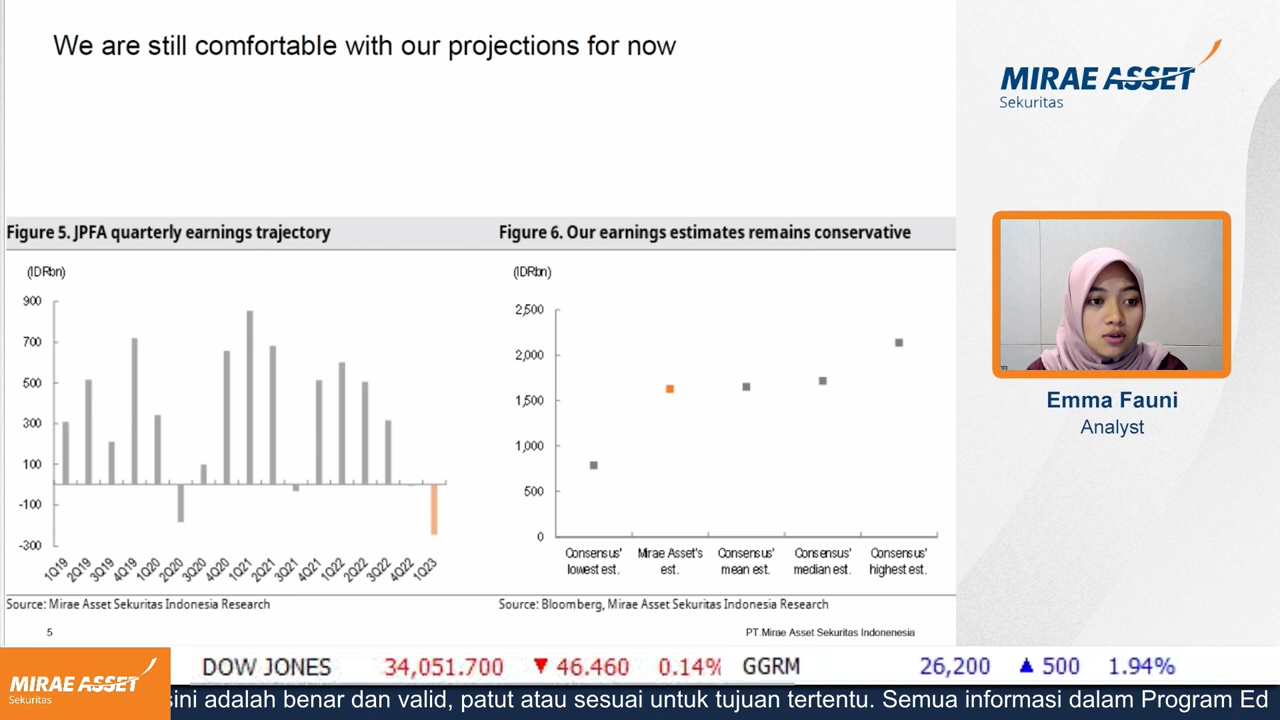 We are still comfortable with our projections for now
MIRAE ASSET
Sekuritas
Figure 5. JPFA quarterly earnings trajectory
(IDRbn)
900
700
500
300
100
-100
-300
1Q19 2Q19 3Q19 4Q19 1Q20 2Q20 3Q20 4Q20 1Q21 2Q21 3Q21 4Q21 1Q22 2Q22 3Q22 4Q22 1Q23
Source: Mirae Asset Sekuritas Indonesia Research
Figure 6. Our earnings estimates remains conservative
(IDRbn)
2,500
2,000
1,500
1,000
500
0
Consensus' lowest est.
Mirae Asset's est.
Consensus' mean est.
Consensus' median est.
Consensus' highest est.
Source: Bloomberg, Mirae Asset Sekuritas Indonesia Research
5
PT.Mirae Asset Sekuritas Indonenesia
Emma Fauni
Analyst
DOW JONES 34,051.700 ▼ 46.460 0.14% GGRM 26,200 ▲ 500 1.94%
MIRAE ASSET
Sekuritas
sini adalah benar dan valid, patut atau sesuai untuk tujuan tertentu. Semua informasi dalam Program Ed